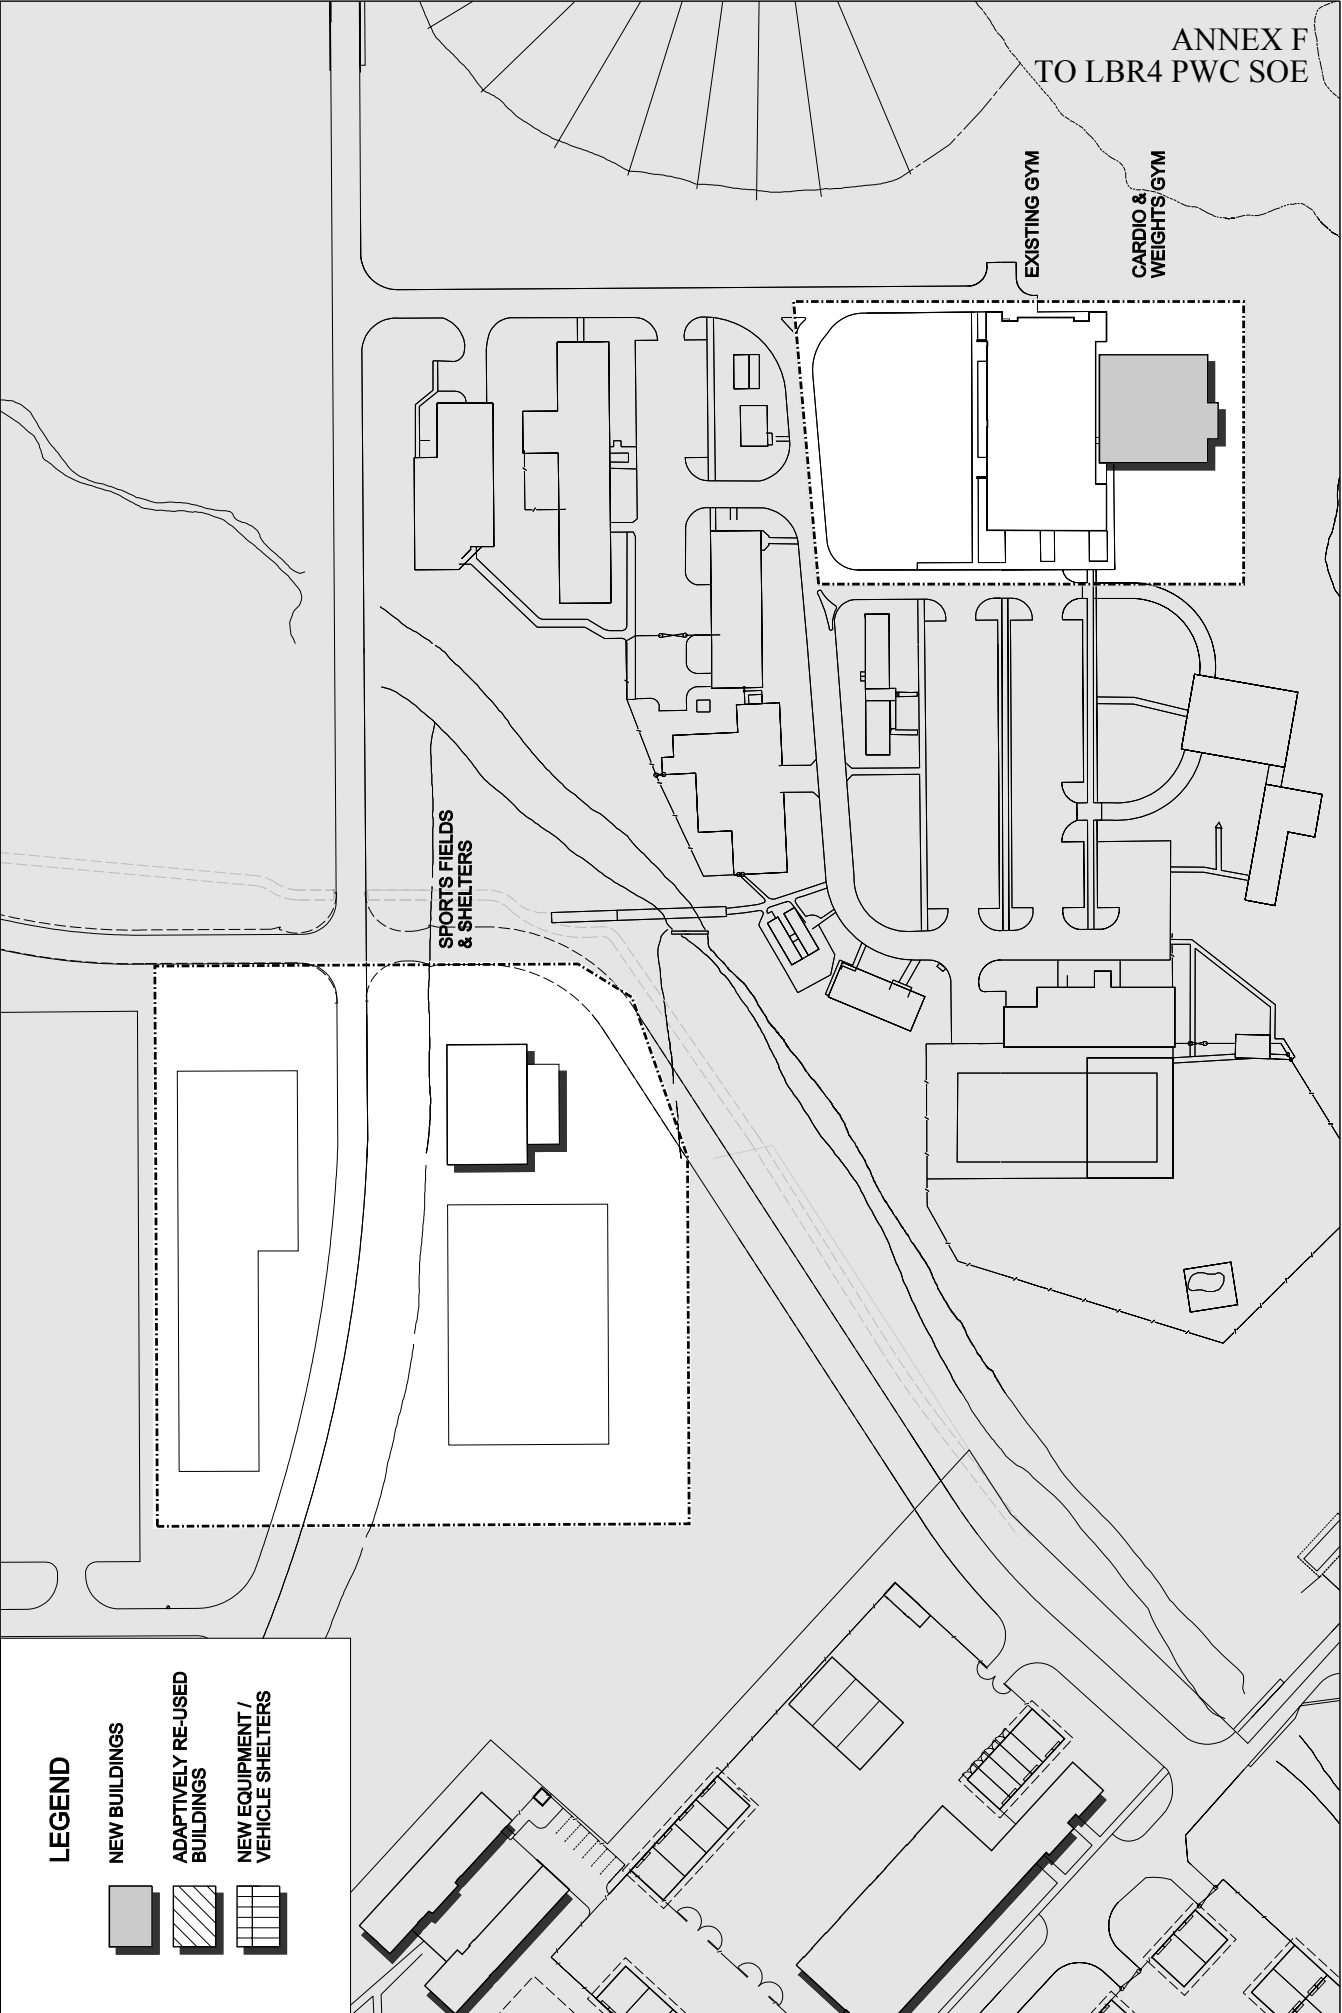 ANNEX F
TO LBR4 PWC SOE
EXISTING GYM
CARDIO &
WEIGHTS GYM
SPORTS FIELDS
& SHELTERS
LEGEND
NEW BUILDINGS
ADAPTIVELY RE-USED
BUILDINGS
NEW EQUIPMENT /
VEHICLE SHELTERS